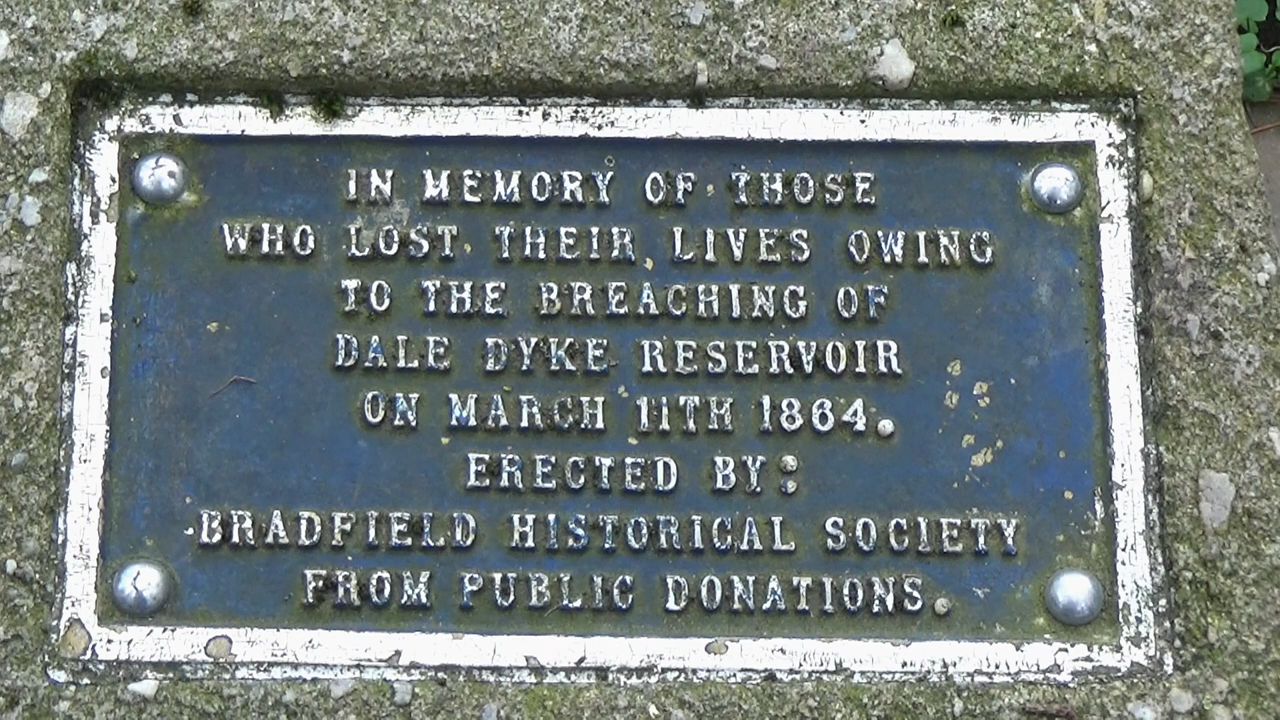 IN MEMORY OF THOSE
WHO LOST THEIR LIVES OWING
TO THE BREACHING OF
DALE DYKE RESERVOIR
ON MARCH 11TH 1864.
ERECTED BY:
BRADFIELD HISTORICAL SOCIETY
FROM PUBLIC DONATIONS.